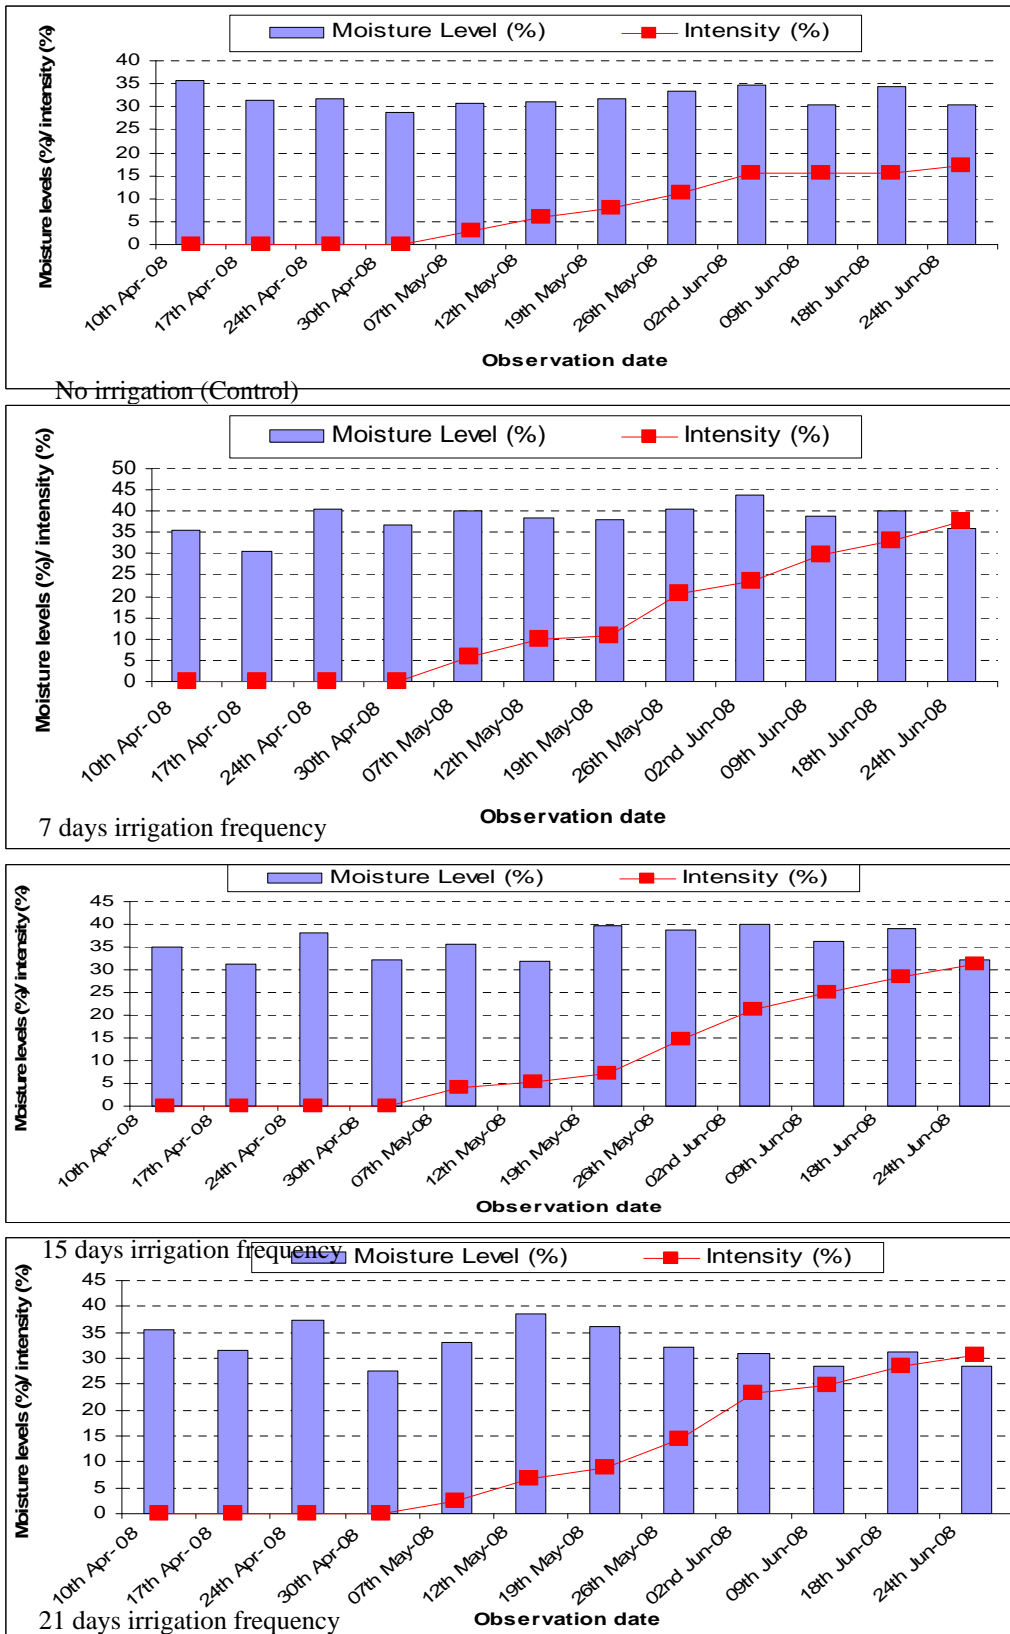 Moisture Level (%) Intensity (%)
Moisture levels (%)/ intensity (%)
40
35
30
25
20
15
10
5
0
10th Apr- 08
17th Apr- 08
24th Apr- 08
30th Apr- 08
07th May-08
12th May-08
19th May-08
26th May-08
02nd Jun-08
09th Jun-08
18th Jun-08
24th Jun-08
Observation date
No irrigation (Control)
Moisture Level (%) Intensity (%)
Moisture levels (%)/ intensity (%)
50
45
40
35
30
25
20
15
10
5
0
10th Apr- 08
17th Apr- 08
24th Apr- 08
30th Apr- 08
07th May-08
12th May-08
19th May-08
26th May-08
02nd Jun-08
09th Jun-08
18th Jun-08
24th Jun-08
Observation date
7 days irrigation frequency
Moisture Level (%) Intensity (%)
Moisture levels (%)/ intensity (%)
45
40
35
30
25
20
15
10
5
0
10th Apr- 08
17th Apr- 08
24th Apr- 08
30th Apr- 08
07th May-08
12th May-08
19th May-08
26th May-08
02nd Jun-08
09th Jun-08
18th Jun-08
24th Jun-08
Observation date
15 days irrigation frequency
Moisture Level (%) Intensity (%)
Moisture levels (%)/ intensity (%)
45
40
35
30
25
20
15
10
5
0
10th Apr- 08
17th Apr- 08
24th Apr- 08
30th Apr- 08
07th May-08
12th May-08
19th May-08
26th May-08
02nd Jun-08
09th Jun-08
18th Jun-08
24th Jun-08
Observation date
21 days irrigation frequency